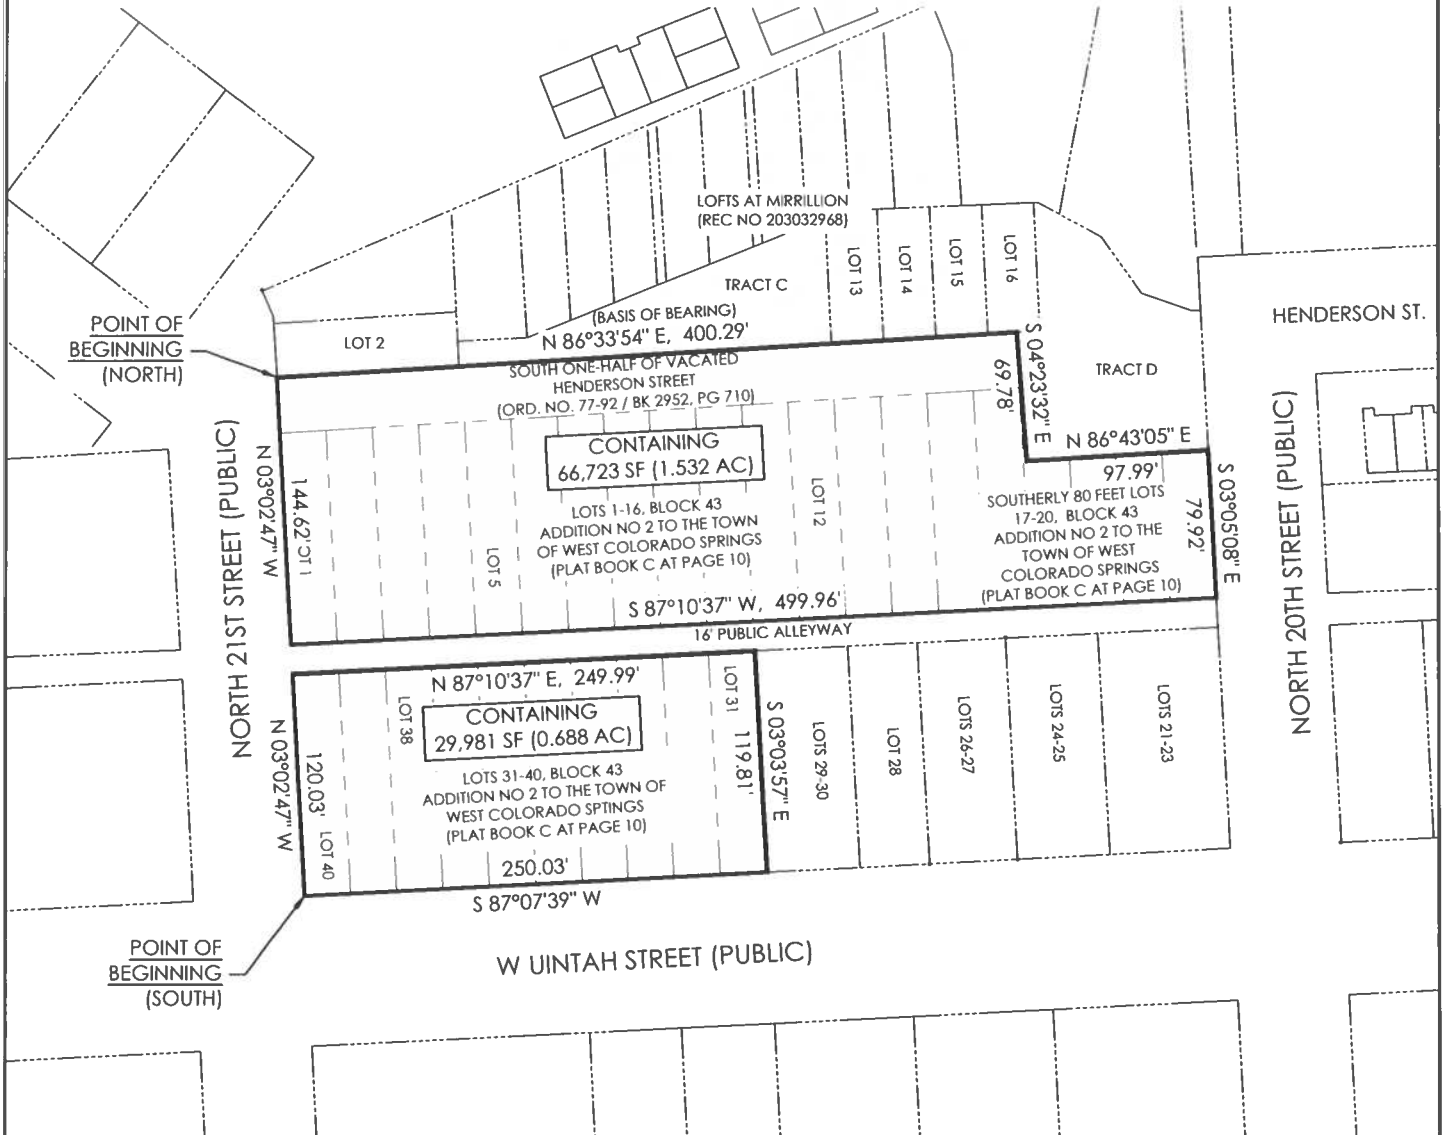 LOFTS AT MIRRILLION
(REC NO 203032968)
TRACT C
LOT 13
LOT 14
LOT 15
LOT 16
HENDERSON ST.
POINT OF
BEGINNING
(NORTH)
LOT 2
(BASIS OF BEARING)
N 86°33'54" E, 400.29'
SOUTH ONE-HALF OF VACATED
HENDERSON STREET
(ORD. NO. 77-92 / BK 2952, PG 710)
S 04°23'32" E
69.78'
TRACT D
N 86°43'05" E
97.99'
NORTH 21ST STREET (PUBLIC)
N 03°02'47" W
144.62'
OT 1
LOT 5
CONTAINING
66,723 SF (1.532 AC)
LOTS 1-16, BLOCK 43
ADDITION NO 2 TO THE TOWN
OF WEST COLORADO SPRINGS
(PLAT BOOK C AT PAGE 10)
LOT 12
SOUTHERLY 80 FEET LOTS
17-20, BLOCK 43
ADDITION NO 2 TO THE
TOWN OF WEST
COLORADO SPRINGS
(PLAT BOOK C AT PAGE 10)
79.92'
S 03°05'08" E
NORTH 20TH STREET (PUBLIC)
S 87°10'37" W, 499.96'
16' PUBLIC ALLEYWAY
N 87°10'37" E, 249.99'
LOT 38
LOT 31
CONTAINING
29,981 SF (0.688 AC)
LOTS 31-40, BLOCK 43
ADDITION NO 2 TO THE TOWN OF
WEST COLORADO SPTINGS
(PLAT BOOK C AT PAGE 10)
N 03°02'47" W
120.03'
LOT 40
119.81'
S 03°03'57" E
LOTS 29-30
LOT 28
LOTS 26-27
LOTS 24-25
LOTS 21-23
250.03'
S 87°07'39" W
POINT OF
BEGINNING
(SOUTH)
W UINTAH STREET (PUBLIC)